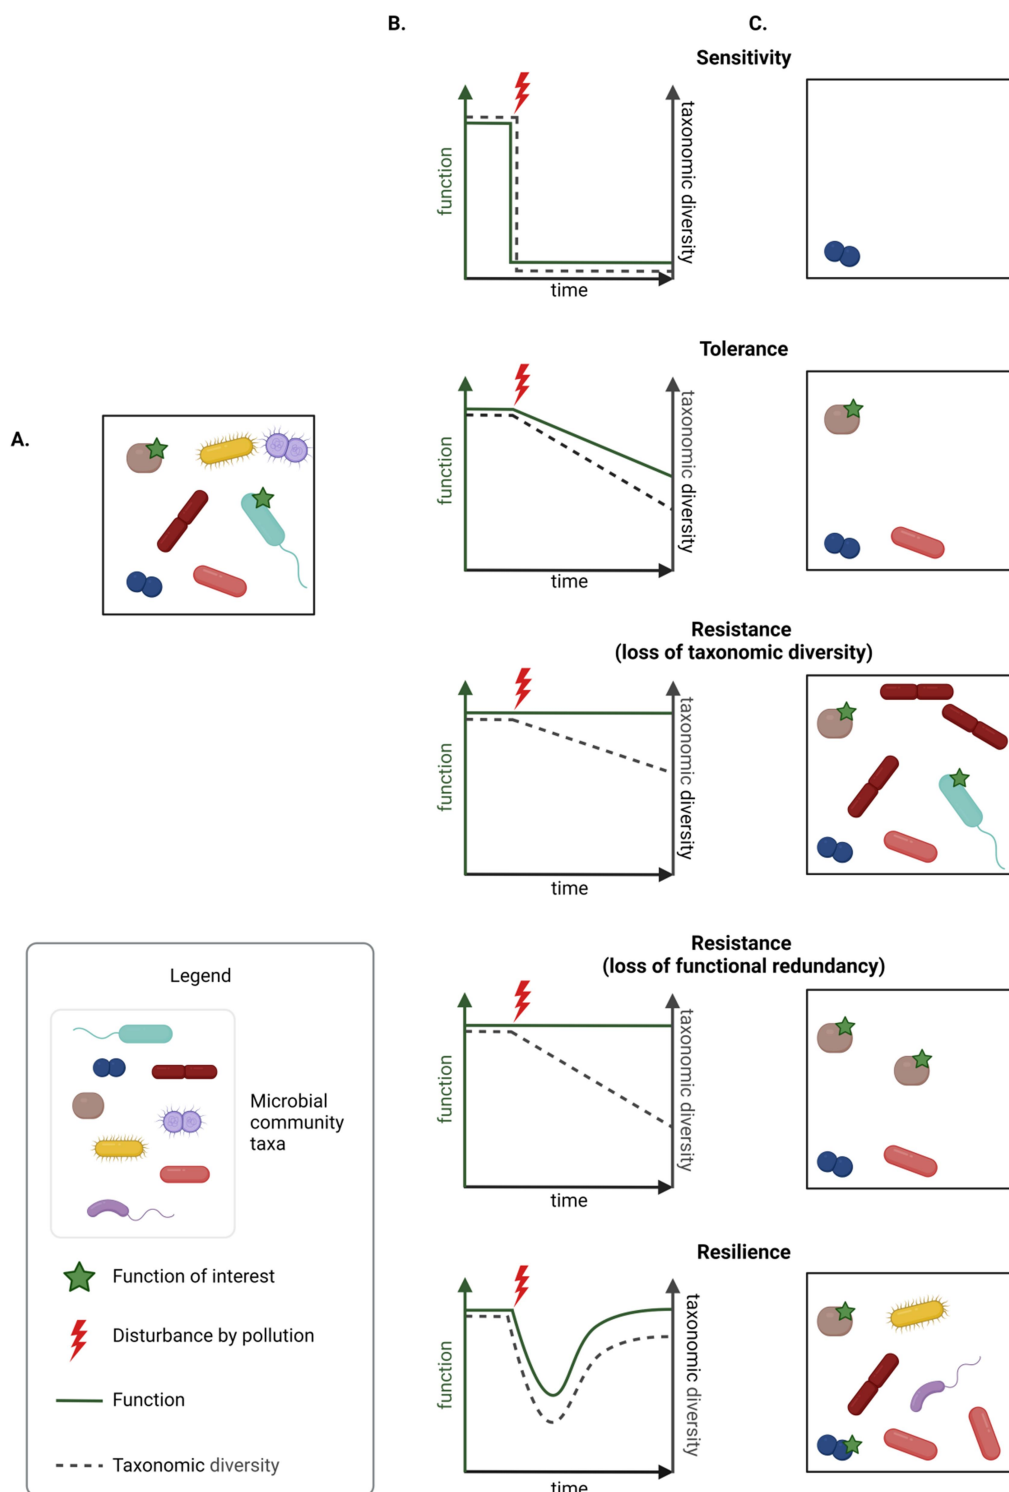 B.
C.
Sensitivity
function
taxonomic diversity
time
Tolerance
function
taxonomic diversity
time
A.
Resistance
(loss of taxonomic diversity)
function
taxonomic diversity
time
Resistance
(loss of functional redundancy)
function
taxonomic diversity
time
Resilience
function
taxonomic diversity
time
Legend
Microbial
community
taxa
Function of interest
Disturbance by pollution
Function
Taxonomic diversity